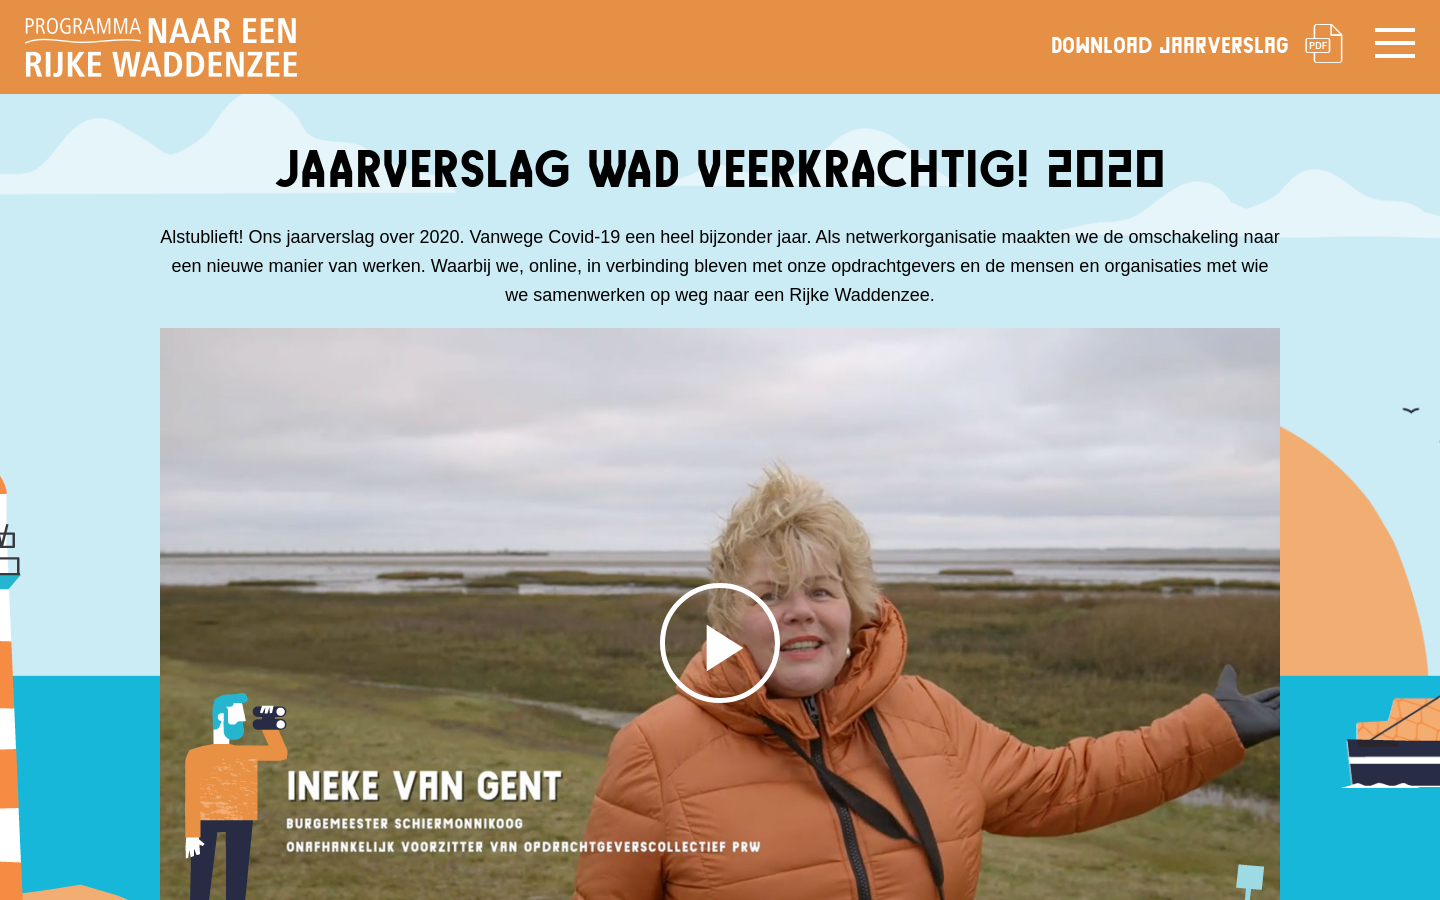 PROGRAMMA NAAR EEN
RIJKE WADDENZEE
DOWNLOAD JAARVERSLAG
PDF
JAARVERSLAG WAD VEERKRACHTIG! 2020
Alstublieft! Ons jaarverslag over 2020. Vanwege Covid-19 een heel bijzonder jaar. Als netwerkorganisatie maakten we de omschakeling naar
een nieuwe manier van werken. Waarbij we, online, in verbinding bleven met onze opdrachtgevers en de mensen en organisaties met wie
we samenwerken op weg naar een Rijke Waddenzee.
INEKE VAN GENT
BURGEMEESTER SCHIERMONNIKOOG
ONAFHANKELIJK VOORZITTER VAN OPDRACHTGEVERSCOLLECTIEF PRW